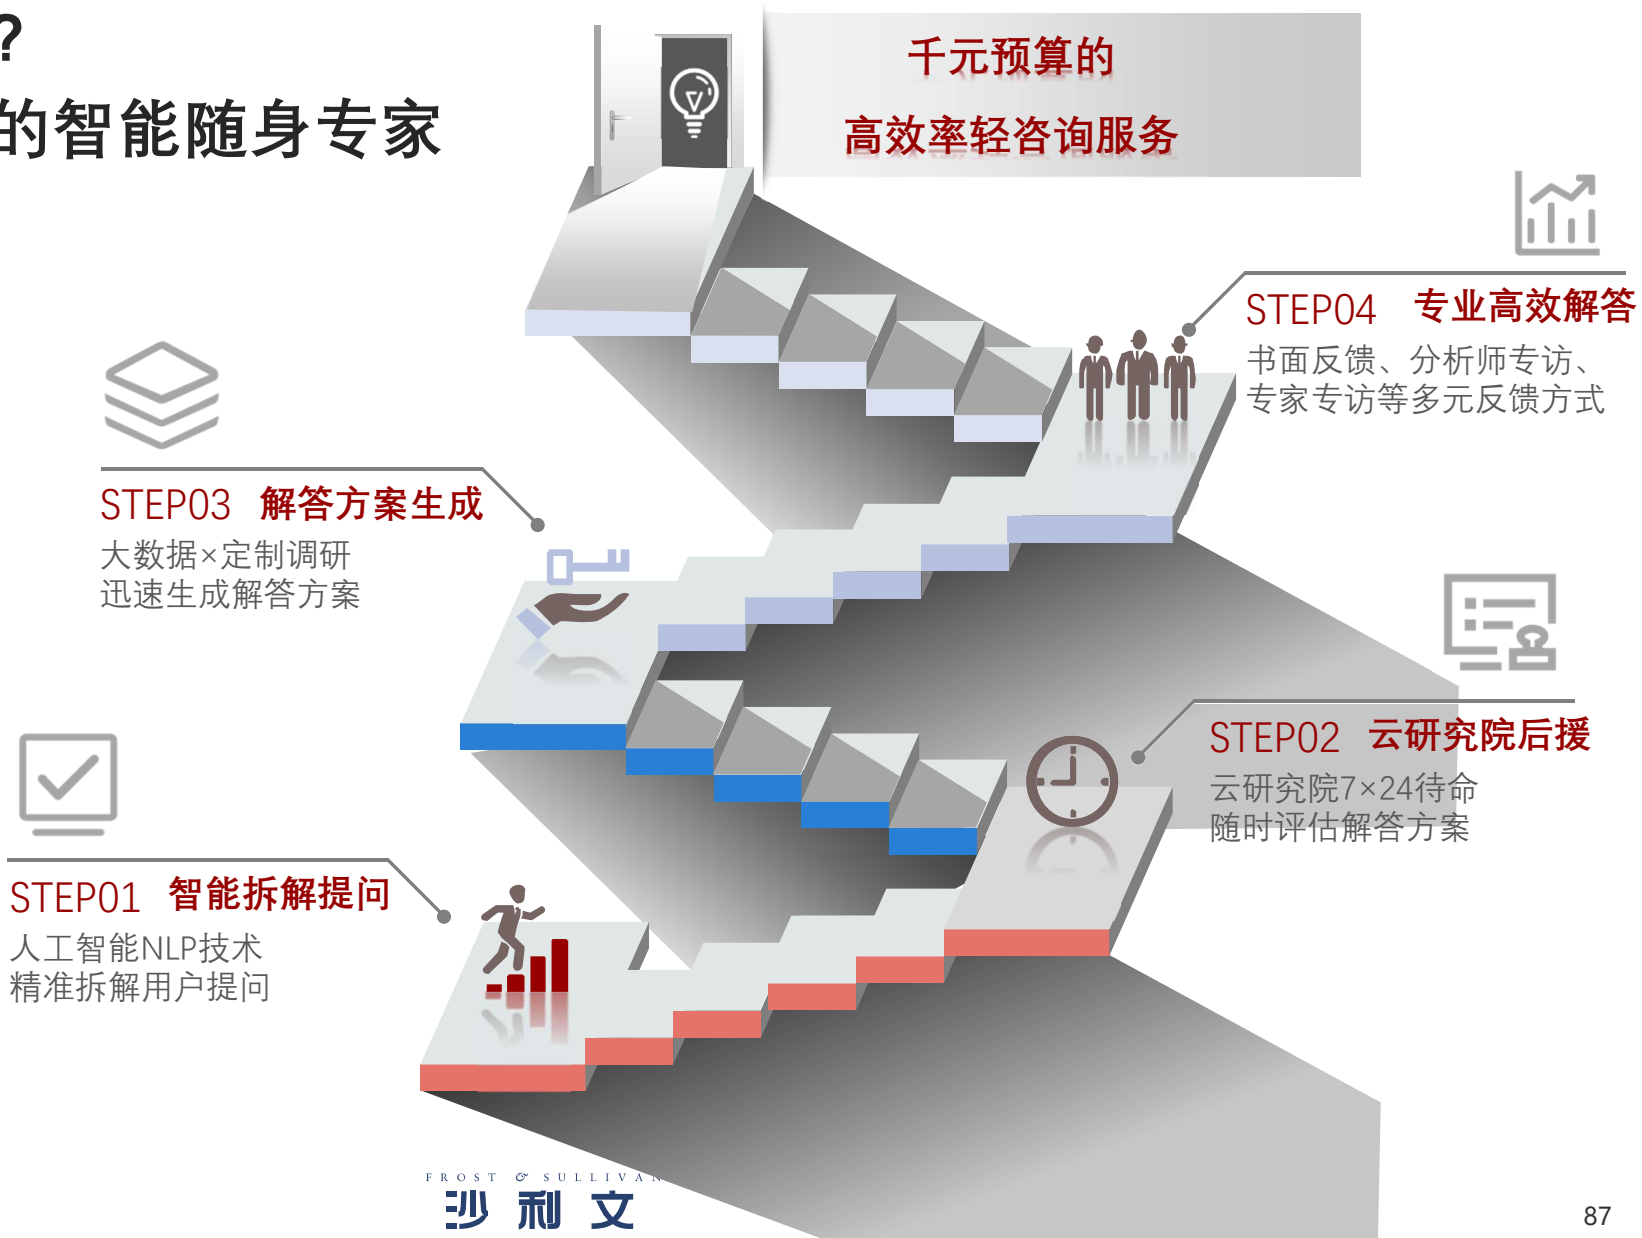 ?
的智能随身专家
千元预算的
高效率轻咨询服务
STEP04 专业高效解答
书面反馈、分析师专访、
专家专访等多元反馈方式
STEP03 解答方案生成
大数据×定制调研
迅速生成解答方案
STEP02 云研究院后援
云研究院7×24待命
随时评估解答方案
STEP01 智能拆解提问
人工智能NLP技术
精准拆解用户提问
FROST & SULLIVAN
沙利文
87